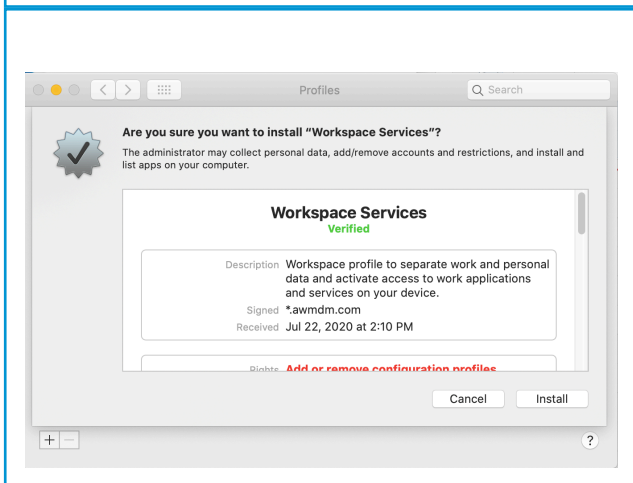 Profiles
Search
Are you sure you want to install “Workspace Services”?
The administrator may collect personal data, add/remove accounts and restrictions, and install and
list apps on your computer.
Workspace Services
Verified
Description Workspace profile to separate work and personal
data and activate access to work applications
and services on your device.
Signed *.awmdm.com
Received Jul 22, 2020 at 2:10 PM
Rights Add or remove configuration profiles
Cancel Install
+ − ?